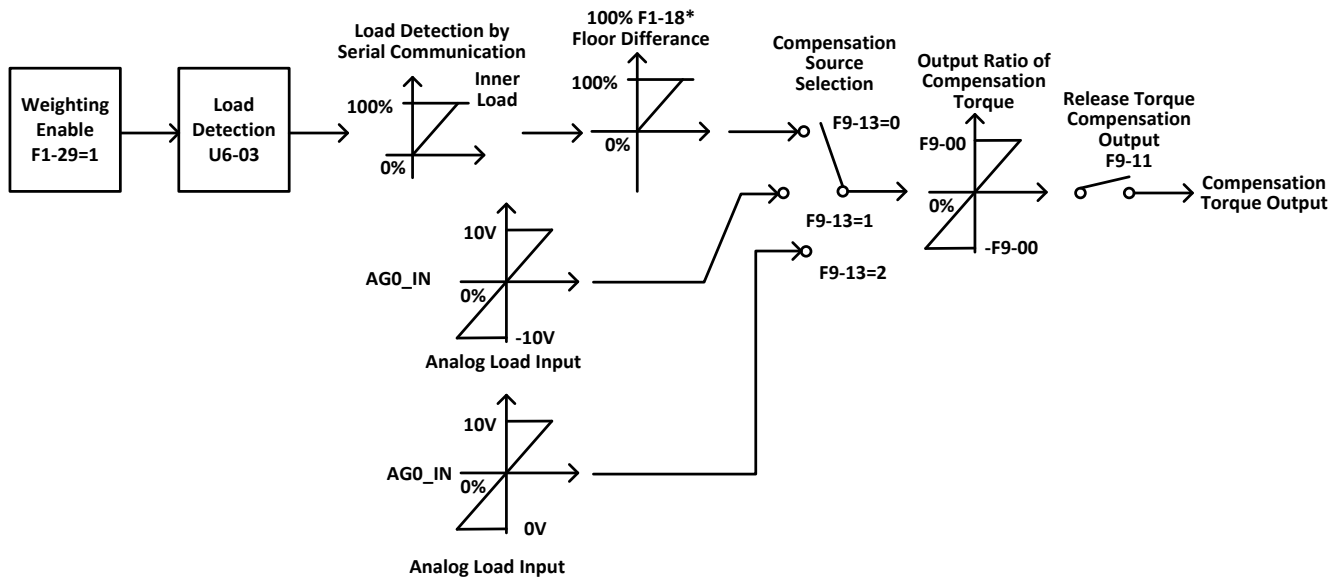 Weighting
Enable
F1-29=1
Load
Detection
U6-03
Load Detection by
Serial Communication
100%
Inner
Load
0%
100% F1-18*
Floor Differance
100%
0%
Compensation
Source
Selection
F9-13=0
F9-13=1
F9-13=2
Output Ratio of
Compensation
Torque
F9-00
0%
-F9-00
Release Torque
Compensation
Output
F9-11
Compensation
Torque Output
10V
AG0_IN
0%
-10V
Analog Load Input
10V
AG0_IN
0%
0V
Analog Load Input